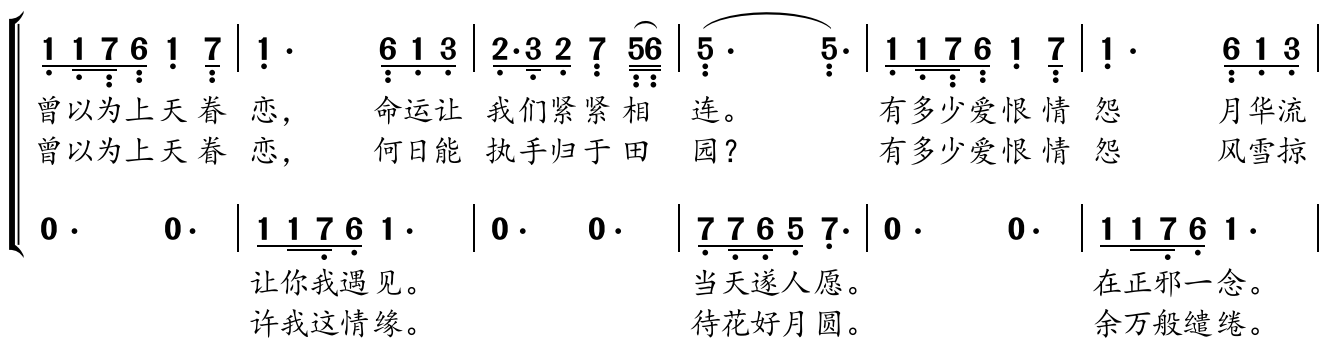 1 1 7 6 1 7 | 1 · 6 1 3 | 2·3 2 7 56 | 5 · 5· | 1 1 7 6 1 7 | 1 · 6 1 3 |
曾以为上天眷 恋， 命运让 我们紧紧相 连。 有多少爱恨情 怨 月华流
曾以为上天眷 恋， 何日能 执手归于田 园？ 有多少爱恨情 怨 风雪掠
0 · 0 · | 1 1 7 6 1 · | 0 · 0 · | 7 7 6 5 7· | 0 · 0 · | 1 1 7 6 1 · |
让你我遇见。 当天遂人愿。 在正邪一念。
许我这情缘。 待花好月圆。 余万般缱绻。